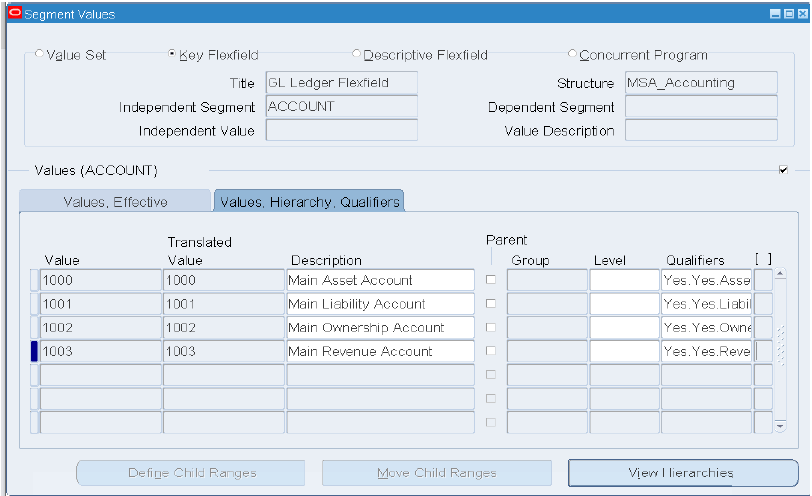 Segment Values
Value Set Key Flexfield Descriptive Flexfield Concurrent Program
Title GL Ledger Flexfield Structure MSA_Accounting
Independent Segment ACCOUNT Dependent Segment
Independent Value Value Description
Values (ACCOUNT)
Values, Effective Values, Hierarchy, Qualifiers
Translated Parent
Value Value Description Group Level Qualifiers [ ]
1000 1000 Main Asset Account Yes.Yes.Asse
1001 1001 Main Liability Account Yes.Yes.Liabil
1002 1002 Main Ownership Account Yes.Yes.Owne
1003 1003 Main Revenue Account Yes.Yes.Reve
Define Child Ranges Move Child Ranges View Hierarchies